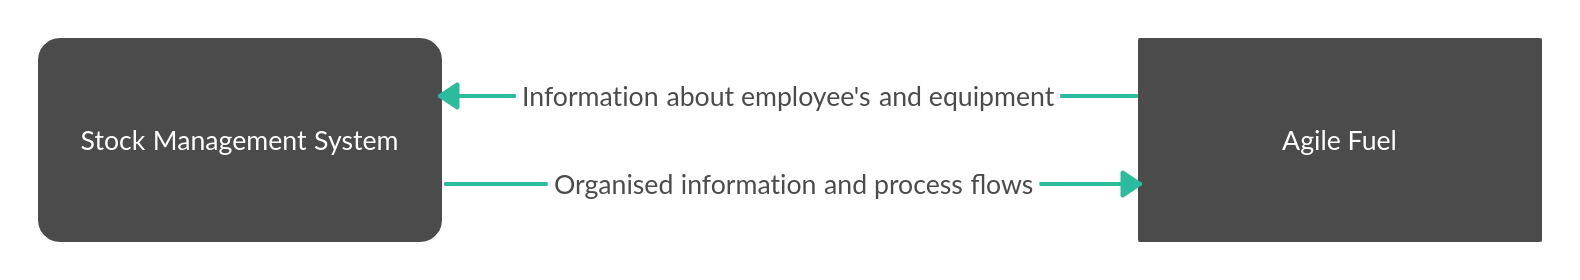 Information about employee's and equipment
Stock Management System
Agile Fuel
Organised information and process flows